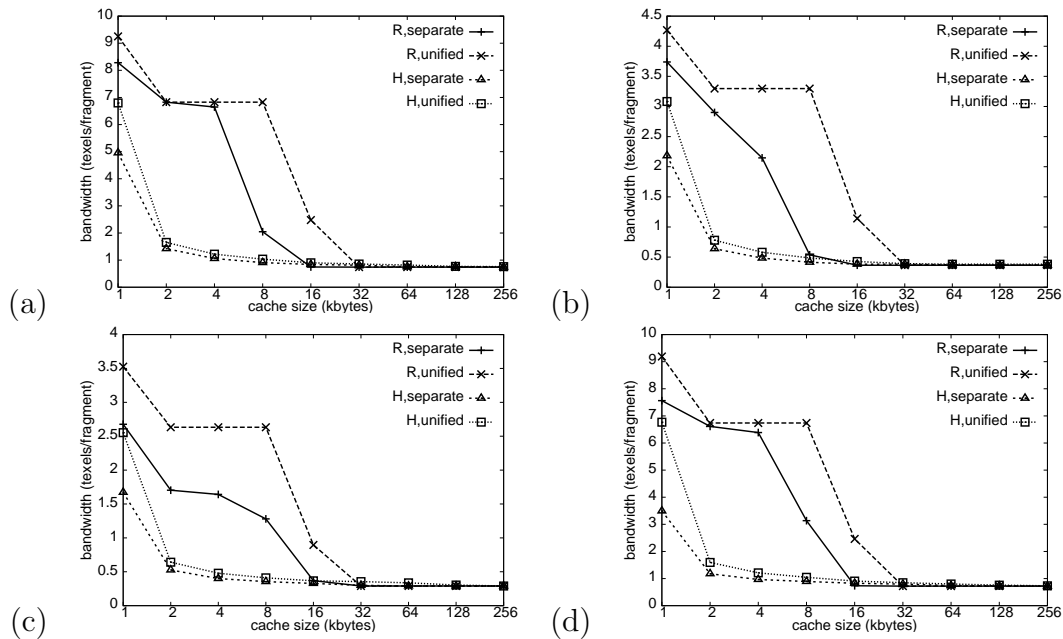 10
9
8
7
6
5
4
3
2
1
0
bandwidth (texels/fragment)
R,separate
R,unified
H,separate
H,unified
1 2 4 8 16 32 64 128 256
cache size (kbytes)
(a)
4.5
4
3.5
3
2.5
2
1.5
1
0.5
0
bandwidth (texels/fragment)
R,separate
R,unified
H,separate
H,unified
1 2 4 8 16 32 64 128 256
cache size (kbytes)
(b)
4
3.5
3
2.5
2
1.5
1
0.5
0
bandwidth (texels/fragment)
R,separate
R,unified
H,separate
H,unified
1 2 4 8 16 32 64 128 256
cache size (kbytes)
(c)
10
9
8
7
6
5
4
3
2
1
0
bandwidth (texels/fragment)
R,separate
R,unified
H,separate
H,unified
1 2 4 8 16 32 64 128 256
cache size (kbytes)
(d)